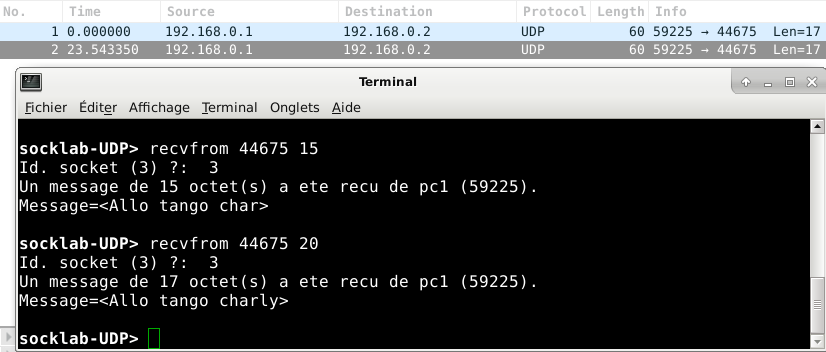 No. Time Source Destination Protocol Length Info
1 0.000000 192.168.0.1 192.168.0.2 UDP 60 59225 → 44675 Len=17
2 23.543350 192.168.0.1 192.168.0.2 UDP 60 59225 → 44675 Len=17
Terminal
Fichier Éditer Affichage Terminal Onglets Aide
socklab-UDP> recvfrom 44675 15
Id. socket (3) ?: 3
Un message de 15 octet(s) a ete recu de pc1 (59225).
Message=<Allo tango char>
socklab-UDP> recvfrom 44675 20
Id. socket (3) ?: 3
Un message de 17 octet(s) a ete recu de pc1 (59225).
Message=<Allo tango charly>
socklab-UDP>